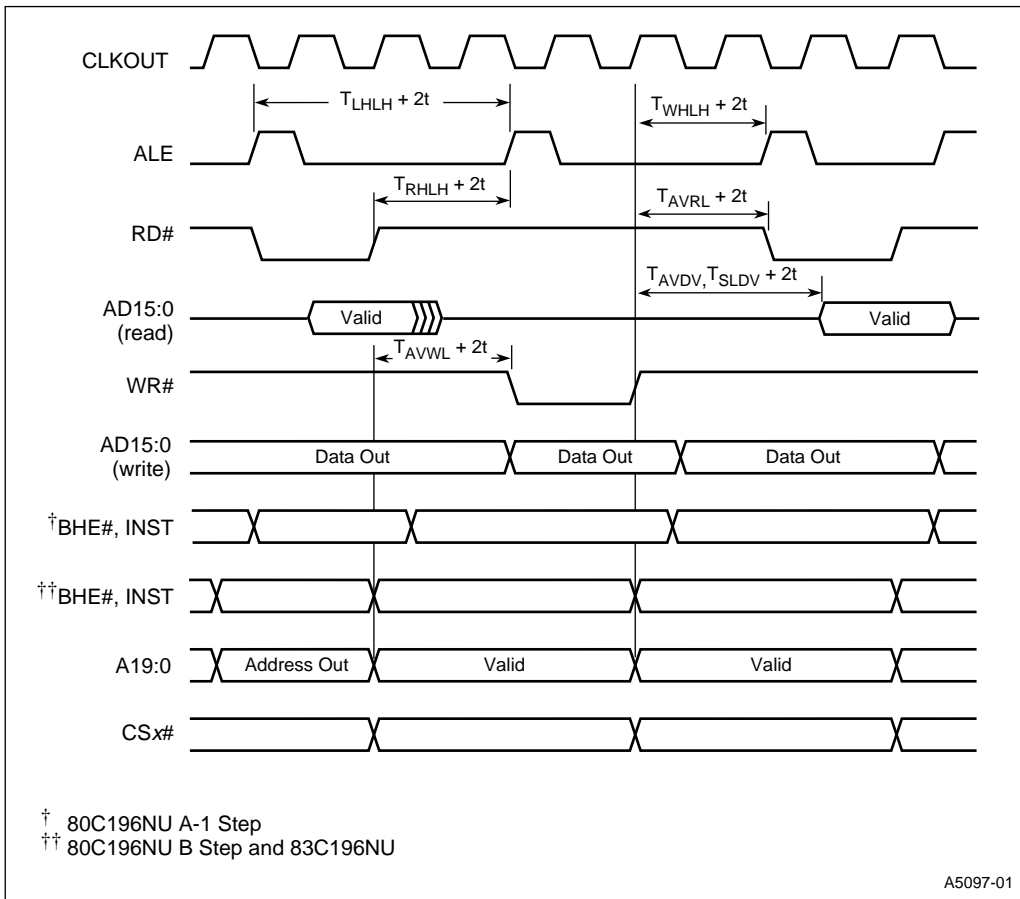 CLKOUT
T_LHLH + 2t
T_WHLH + 2t
ALE
T_RHLH + 2t
T_AVRL + 2t
RD#
T_AVDV,T_SLDV + 2t
AD15:0
(read)
Valid
Valid
T_AVWL + 2t
WR#
AD15:0
(write)
Data Out
Data Out
Data Out
†BHE#, INST
††BHE#, INST
A19:0
Address Out
Valid
Valid
CSx#
† 80C196NU A-1 Step
†† 80C196NU B Step and 83C196NU
A5097-01